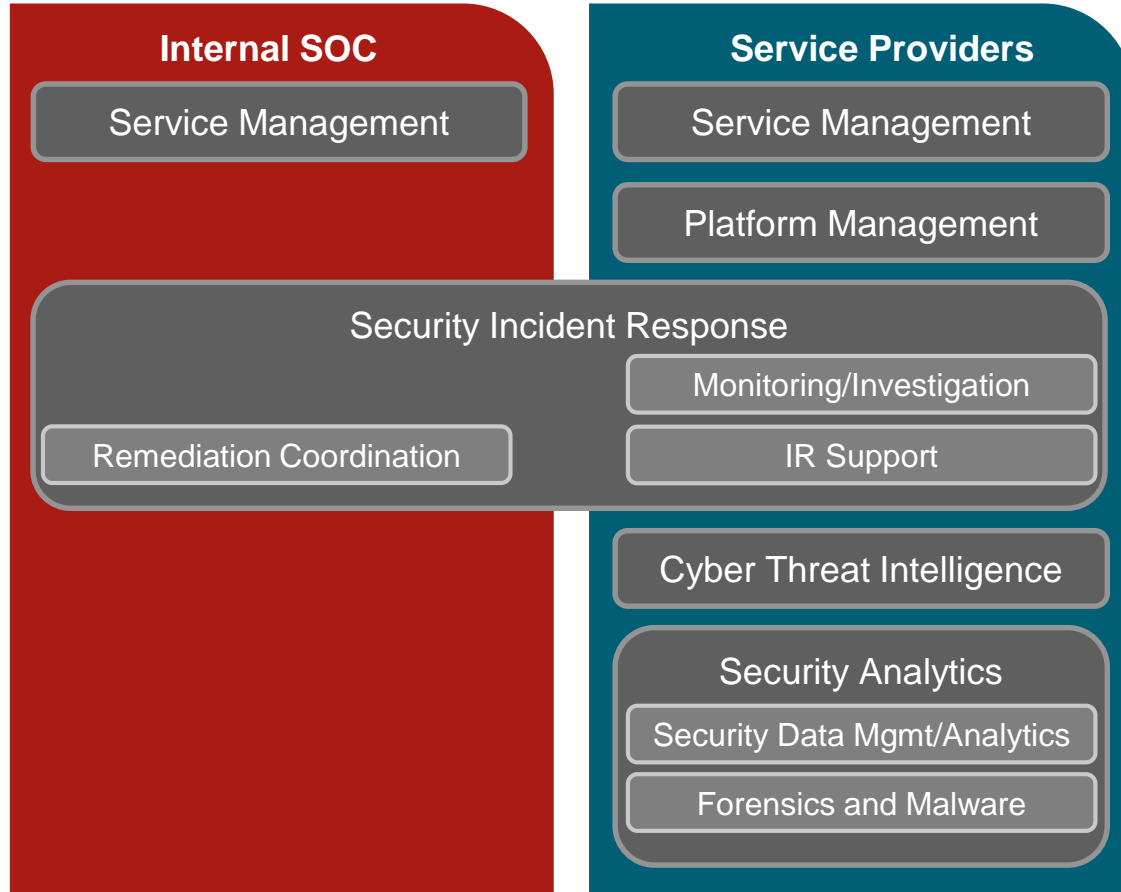 Internal SOC
Service Providers
Service Management
Service Management
Platform Management
Security Incident Response
Monitoring/Investigation
Remediation Coordination
IR Support
Cyber Threat Intelligence
Security Analytics
Security Data Mgmt/Analytics
Forensics and Malware